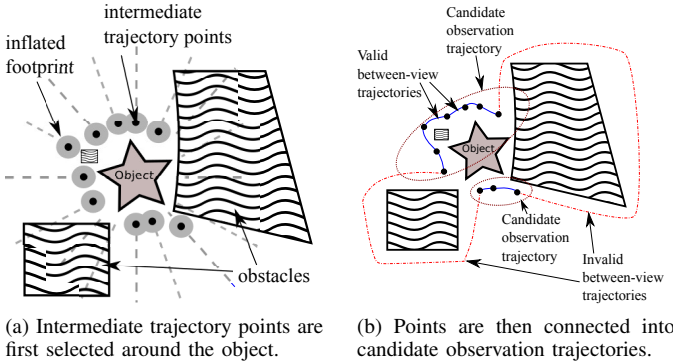 intermediate
trajectory points
inflated
footprint
Object
obstacles
(a) Intermediate trajectory points are
first selected around the object.
Candidate
observation
trajectory
Valid
between-view
trajectories
Object
Candidate
observation
trajectory
Invalid
between-view
trajectories
(b) Points are then connected into
candidate observation trajectories.